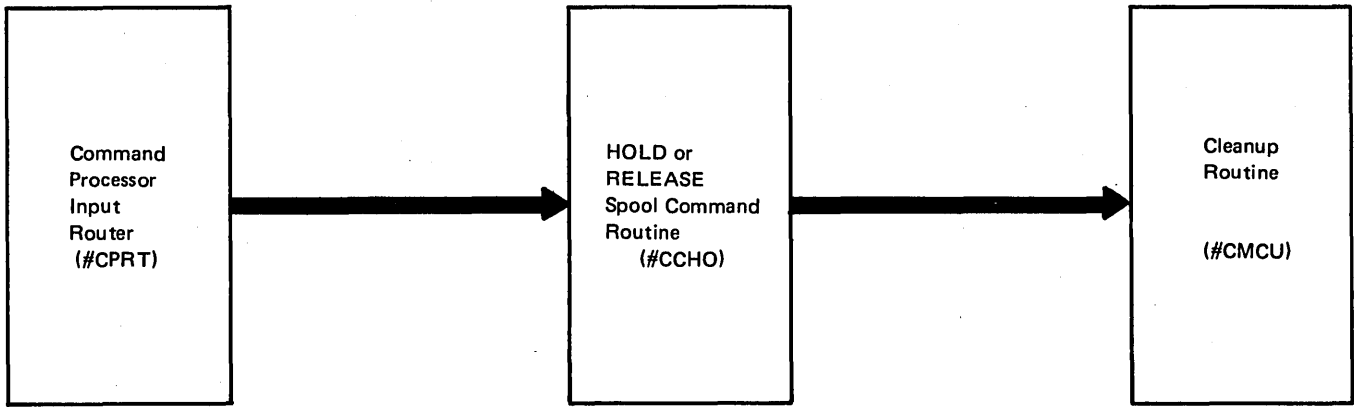 Command
Processor
Input
Router
(#CPRT)
HOLD or
RELEASE
Spool Command
Routine
(#CCHO)
Cleanup
Routine
(#CMCU)